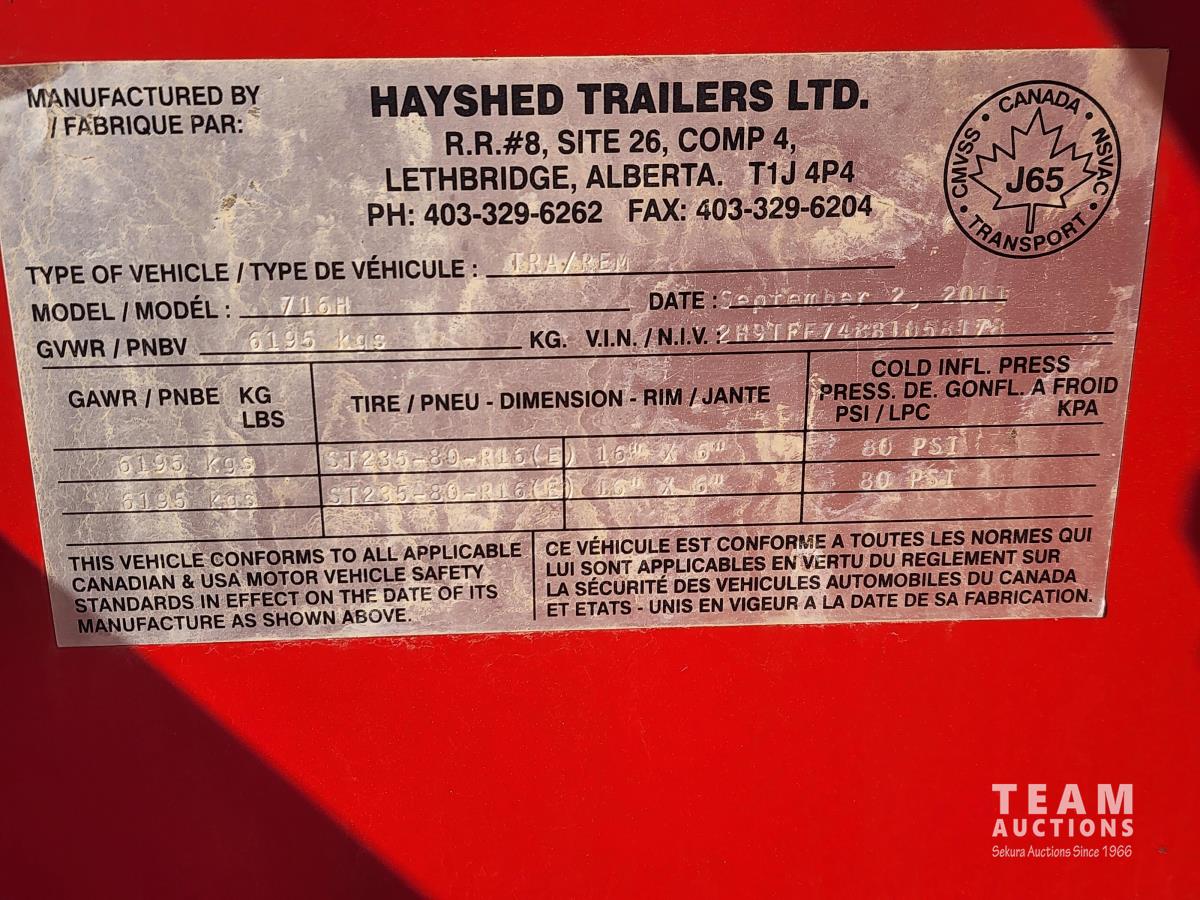 MANUFACTURED BY
/ FABRIQUE PAR:
HAYSHED TRAILERS LTD.
R.R.#8, SITE 26, COMP 4,
LETHBRIDGE, ALBERTA. T1J 4P4
PH: 403-329-6262 FAX: 403-329-6204
CANADA · NSVAC · TRANSPORT · CMVSS
J65
TYPE OF VEHICLE / TYPE DE VÉHICULE : TRA/REM
MODEL / MODÉL : 716H DATE : September 2, 2011
GVWR / PNBV 6195 kgs KG. V.I.N. / N.I.V. :
GAWR / PNBE KG
LBS
TIRE / PNEU - DIMENSION - RIM / JANTE
COLD INFL. PRESS
PRESS. DE. GONFL. A FROID
PSI / LPC KPA
6195 kgs ST235-80-R16(E) 16" X 6" 80 PSI
6195 kgs ST235-80-R16(E) 16" X 6" 80 PSI
THIS VEHICLE CONFORMS TO ALL APPLICABLE
CANADIAN & USA MOTOR VEHICLE SAFETY
STANDARDS IN EFFECT ON THE DATE OF ITS
MANUFACTURE AS SHOWN ABOVE.
CE VÉHICULE EST CONFORME A TOUTES LES NORMES QUI
LUI SONT APPLICABLES EN VERTU DU REGLEMENT SUR
LA SÉCURITÉ DES VEHICULES AUTOMOBILES DU CANADA
ET ETATS - UNIS EN VIGEUR A LA DATE DE SA FABRICATION.
TEAM
AUCTIONS
Sekura Auctions Since 1966